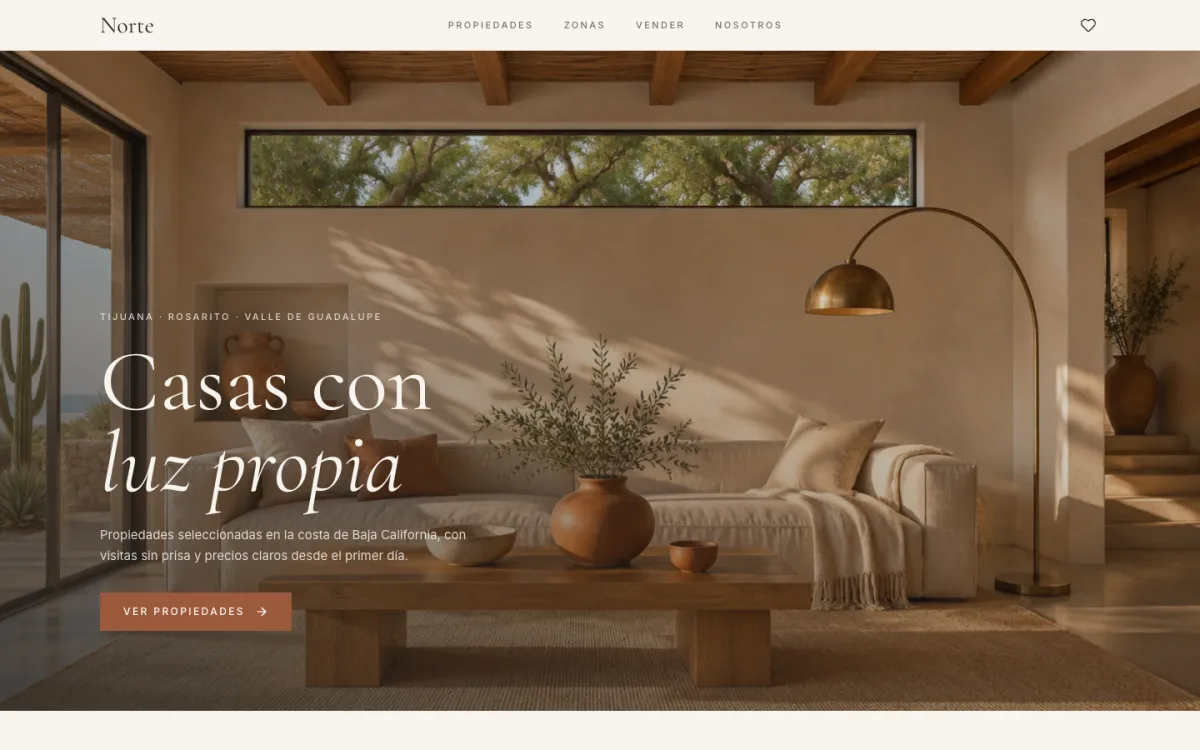 Norte
PROPIEDADES
ZONAS
VENDER
NOSOTROS
TIJUANA · ROSARITO · VALLE DE GUADALUPE
Casas con
luz propia
Propiedades seleccionadas en la costa de Baja California, con
visitas sin prisa y precios claros desde el primer día.
VER PROPIEDADES →